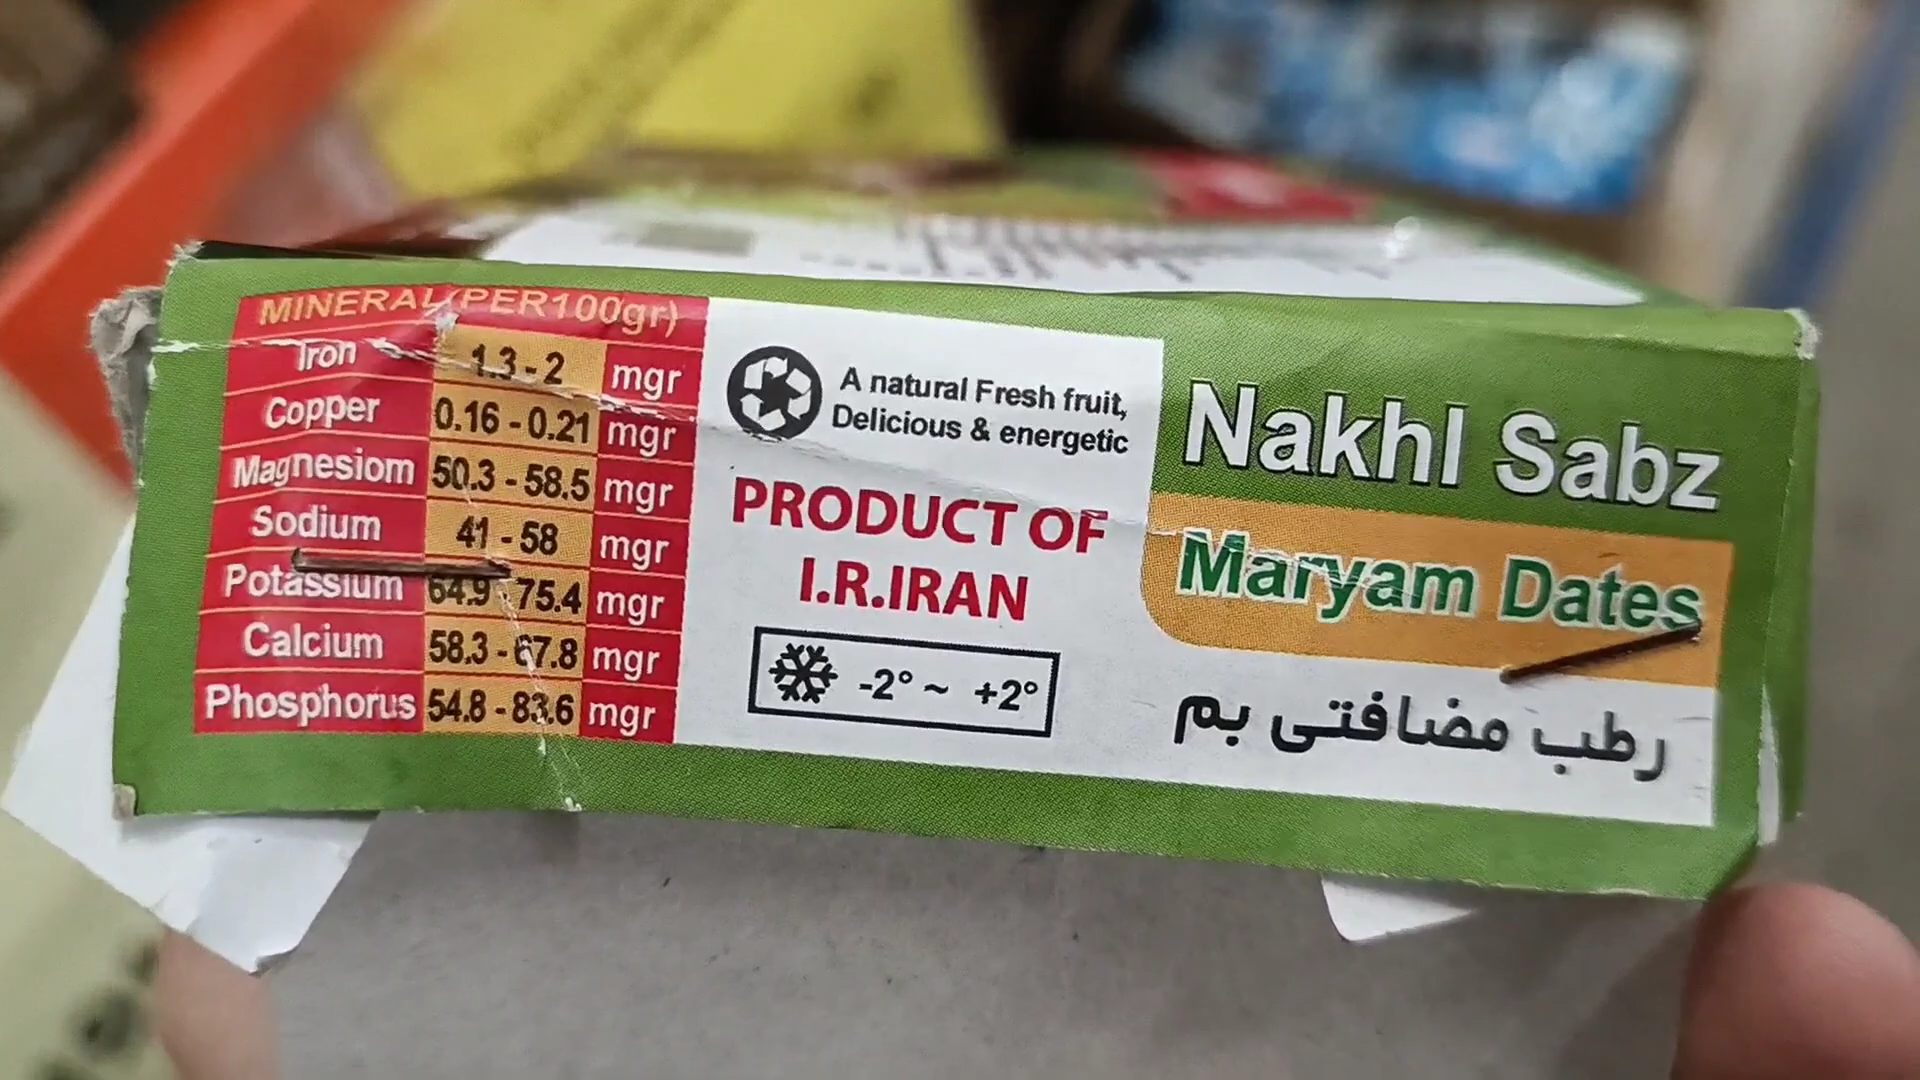 MINERAL (PER100gr)
Iron 1.3 - 2 mgr
Copper 0.16 - 0.21 mgr
Magnesiom 50.3 - 58.5 mgr
Sodium 41 - 58 mgr
Potassium 64.9 - 75.4 mgr
Calcium 58.3 - 67.8 mgr
Phosphorus 54.8 - 83.6 mgr
A natural Fresh fruit,
Delicious & energetic
PRODUCT OF
I.R.IRAN
-2° ~ +2°
Nakhl Sabz
Maryam Dates
رطب مضافتی بم